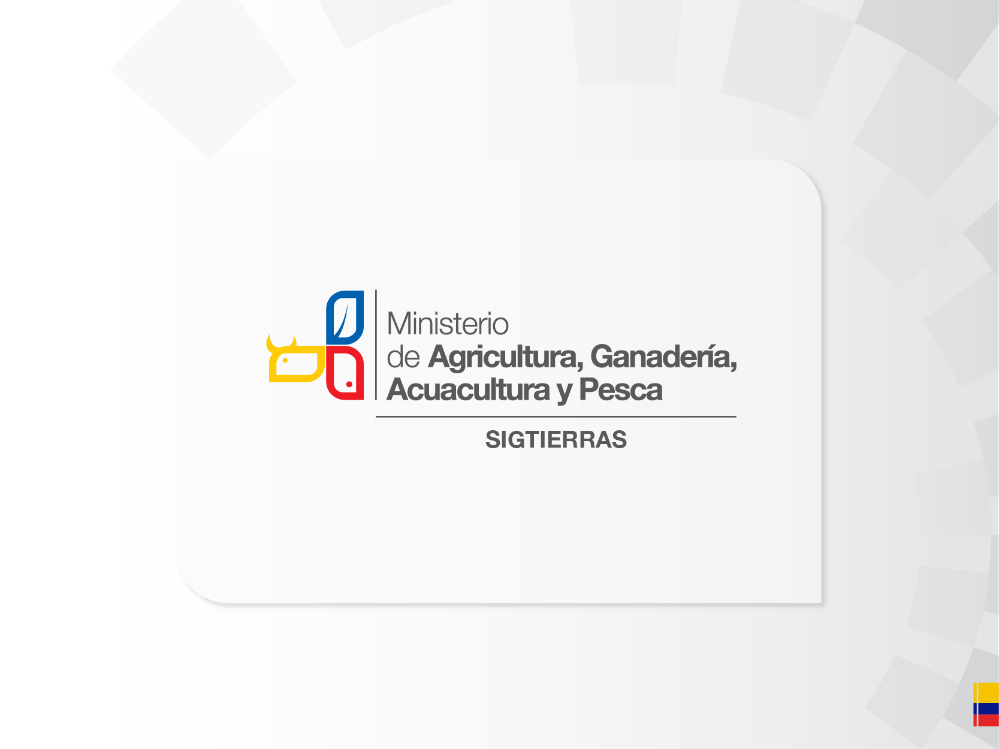 Ministerio
de Agricultura, Ganadería,
Acuacultura y Pesca
SIGTIERRAS